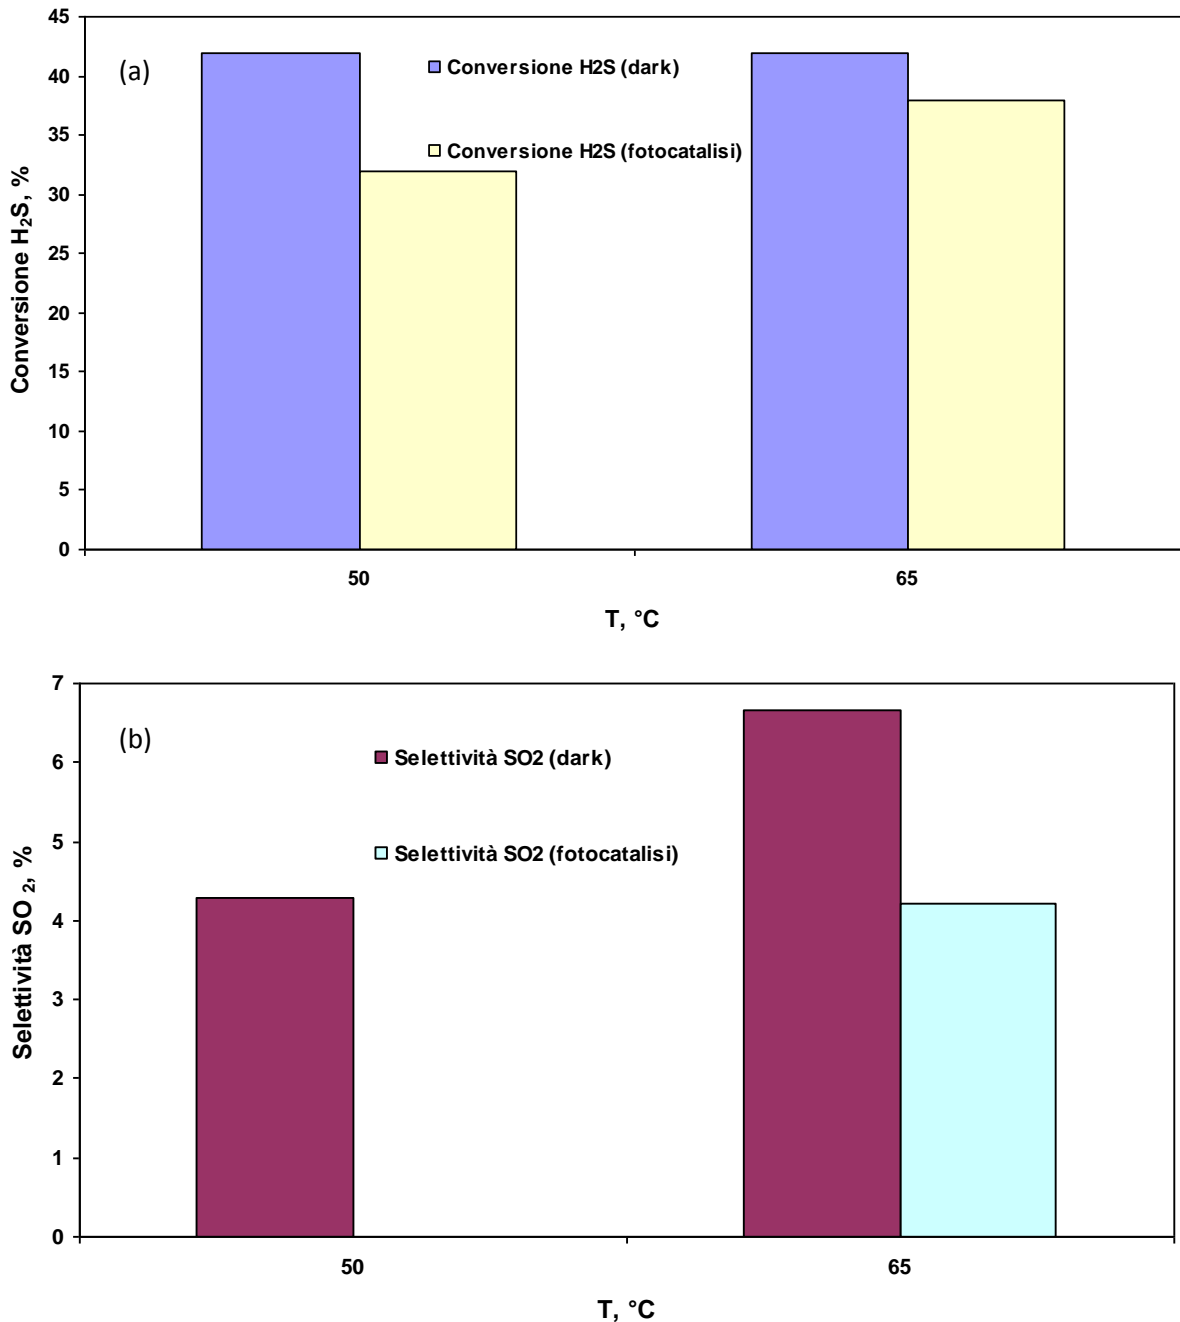 45
(a)
Conversione H2S (dark)
40
35
Conversione H2S (fotocatalisi)
30
25
20
15
10
5
0
Conversione H₂S, %
50
65
T, °C
7
(b)
Selettività SO2 (dark)
6
5
Selettività SO2 (fotocatalisi)
4
3
2
1
0
Selettività SO ₂, %
50
65
T, °C